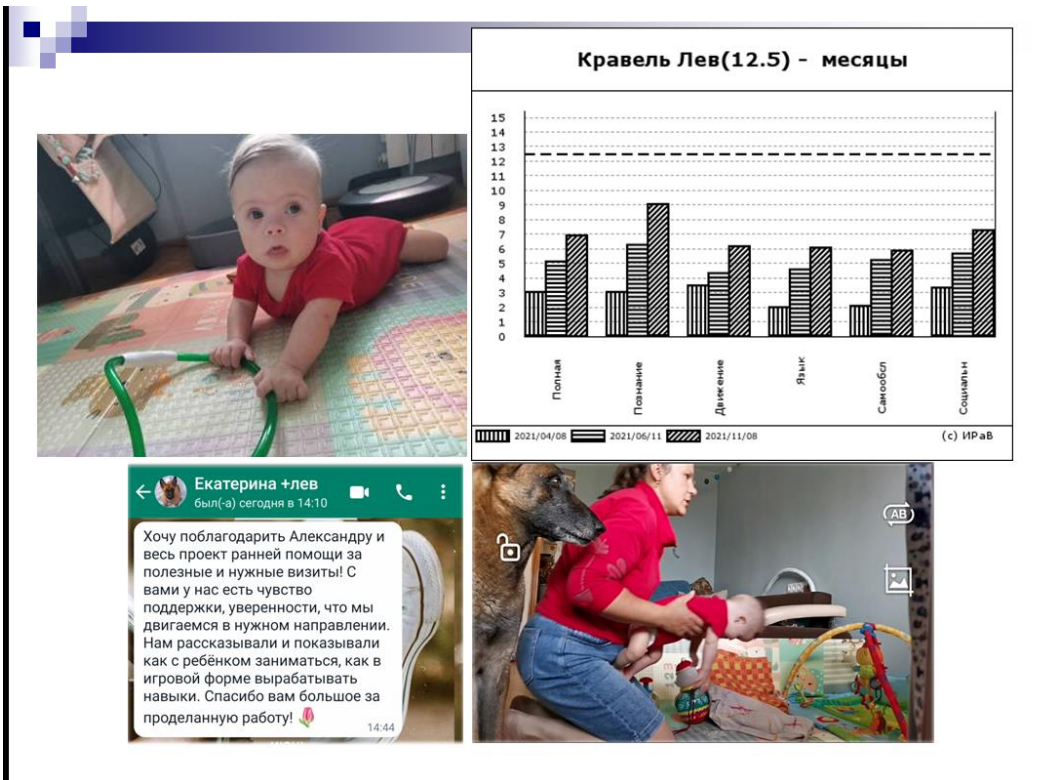 Кравель Лев(12.5) - месяцы
15
14
13
12
11
10
9
8
7
6
5
4
3
2
1
0
Полная
Познание
Движение
Язык
Самообсл
Социальн
2021/04/08 2021/06/11 2021/11/08 (c) ИРаВ
Екатерина +лев
был(-а) сегодня в 14:10
Хочу поблагодарить Александру и
весь проект ранней помощи за
полезные и нужные визиты! С
вами у нас есть чувство
поддержки, уверенности, что мы
двигаемся в нужном направлении.
Нам рассказывали и показывали
как с ребёнком заниматься, как в
игровой форме вырабатывать
навыки. Спасибо вам большое за
проделанную работу! 🌷
14:44
AB